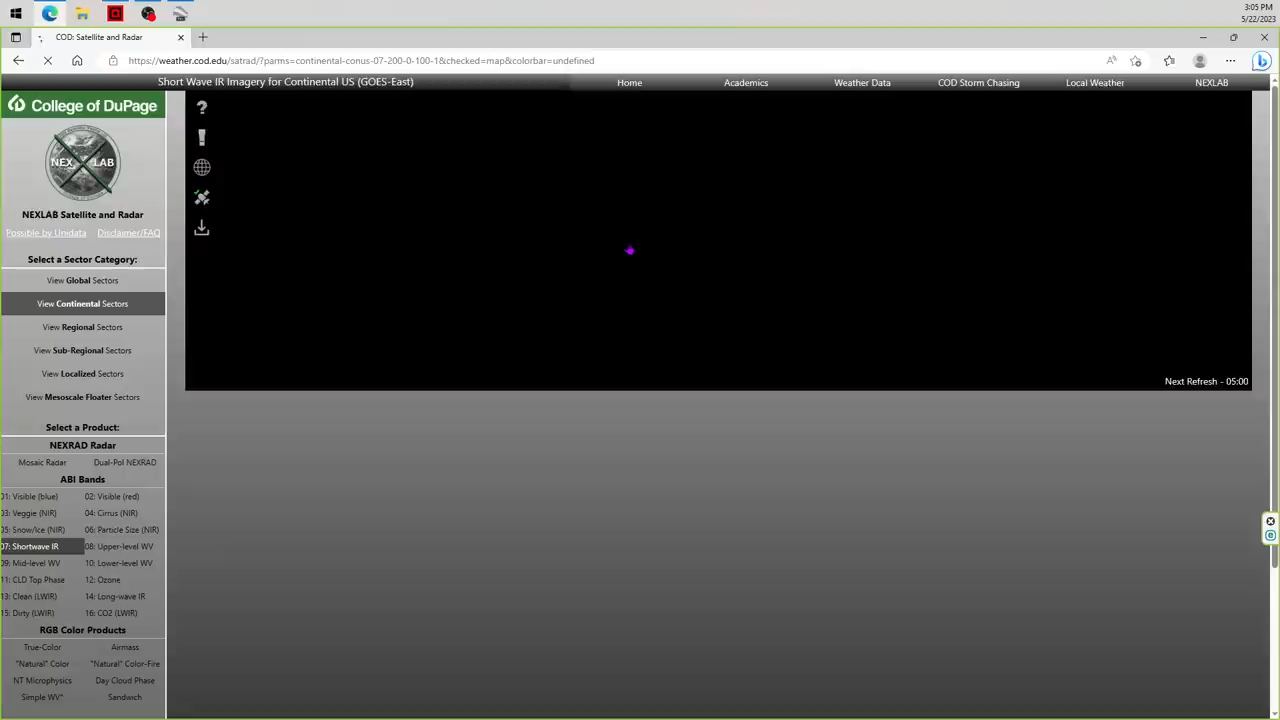 3:05 PM
5/22/2023
COD: Satellite and Radar
https://weather.cod.edu/satrad/?parms=continental-conus-07-200-0-100-1&checked=map&colorbar=undefined
Short Wave IR Imagery for Continental US (GOES-East)
Home
Academics
Weather Data
COD Storm Chasing
Local Weather
NEXLAB
College of DuPage
NEX LAB
NEXLAB Satellite and Radar
Possible by Unidata
Disclaimer/FAQ
Select a Sector Category:
View Global Sectors
View Continental Sectors
View Regional Sectors
View Sub-Regional Sectors
View Localized Sectors
View Mesoscale Floater Sectors
Next Refresh - 05:00
Select a Product:
NEXRAD Radar
Mosaic Radar
Dual-Pol NEXRAD
ABI Bands
01: Visible (blue)
02: Visible (red)
03: Veggie (NIR)
04: Cirrus (NIR)
05: Snow/Ice (NIR)
06: Particle Size (NIR)
07: Shortwave IR
08: Upper-level WV
09: Mid-level WV
10: Lower-level WV
11: CLD Top Phase
12: Ozone
13: Clean (LWIR)
14: Long-wave IR
15: Dirty (LWIR)
16: CO2 (LWIR)
RGB Color Products
True-Color
Airmass
"Natural" Color
"Natural" Color-Fire
NT Microphysics
Day Cloud Phase
Simple WV*
Sandwich